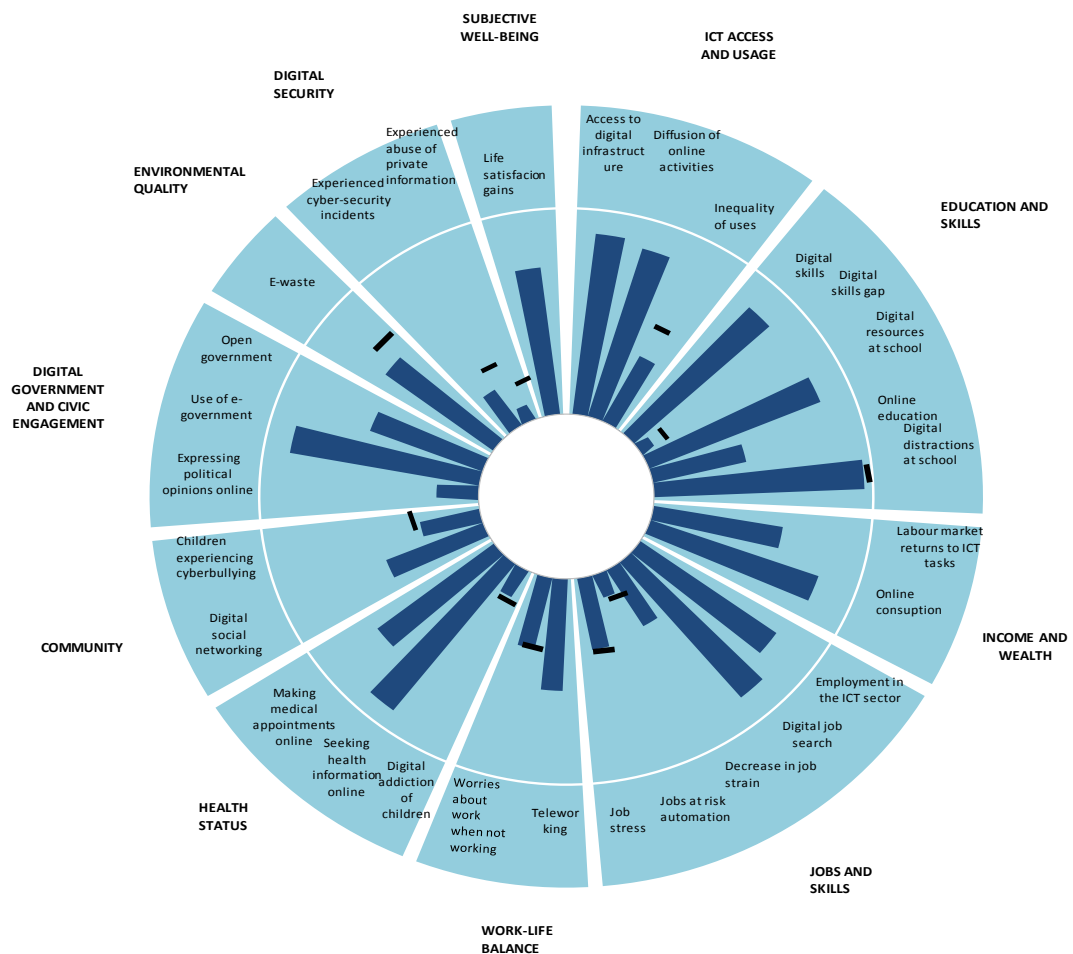 SUBJECTIVE
WELL-BEING
ICT ACCESS
AND USAGE
Access to
digital
infrastruct
ure
Diffusion of
online
activities
Inequality
of uses
EDUCATION AND
SKILLS
Digital
skills
Digital
skills gap
Digital
resources
at school
Online
education
Digital
distractions
at school
Labour market
returns to ICT
tasks
Online
consuption
INCOME AND
WEALTH
Employment in
the ICT sector
Digital job
search
Decrease in job
strain
Jobs at risk
automation
Job
stress
JOBS AND
SKILLS
Telewor
king
Worries
about
work
when not
working
WORK-LIFE
BALANCE
Digital
addiction
of
children
Seeking
health
information
online
Making
medical
appointments
online
HEALTH
STATUS
Digital
social
networking
Children
experiencing
cyberbullying
COMMUNITY
Expressing
political
opinions online
Use of e-
government
Open
government
DIGITAL
GOVERNMENT
AND CIVIC
ENGAGEMENT
E-waste
ENVIRONMENTAL
QUALITY
Experienced
cyber-security
incidents
Experienced
abuse of
private
information
DIGITAL
SECURITY
Life
satisfacion
gains